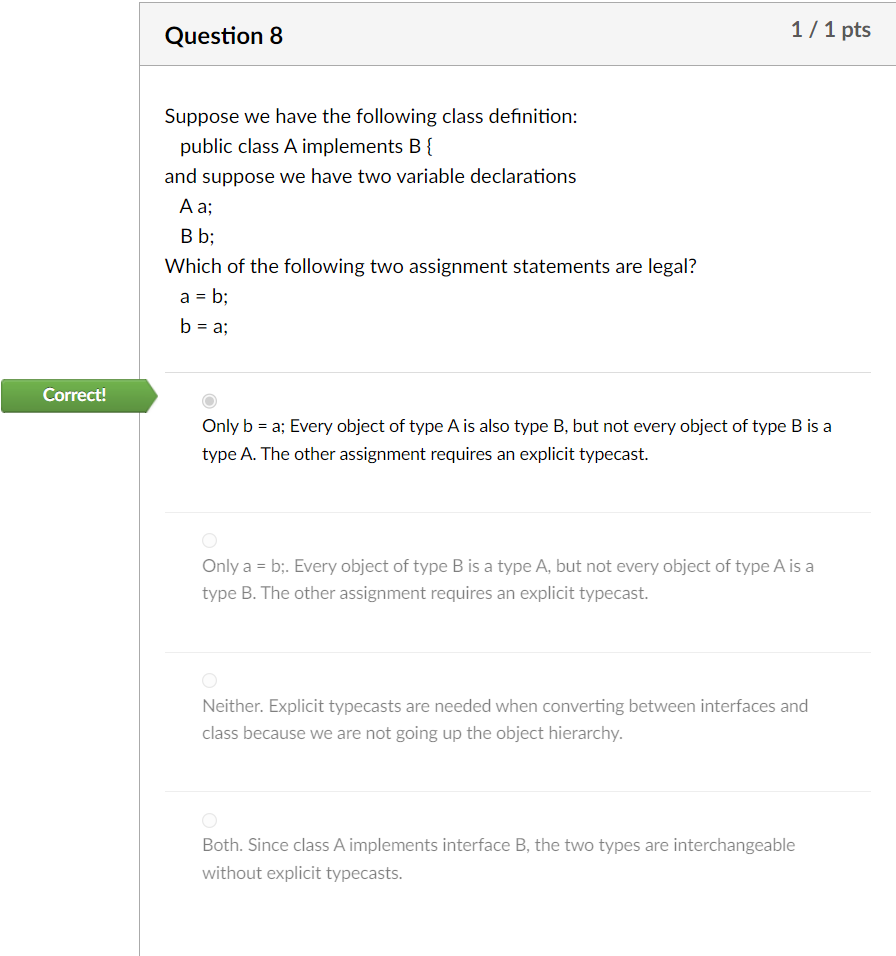 Question 8
1 / 1 pts
Suppose we have the following class definition:
public class A implements B {
and suppose we have two variable declarations
A a;
B b;
Which of the following two assignment statements are legal?
a = b;
b = a;
Correct!
Only b = a; Every object of type A is also type B, but not every object of type B is a
type A. The other assignment requires an explicit typecast.
Only a = b;. Every object of type B is a type A, but not every object of type A is a
type B. The other assignment requires an explicit typecast.
Neither. Explicit typecasts are needed when converting between interfaces and
class because we are not going up the object hierarchy.
Both. Since class A implements interface B, the two types are interchangeable
without explicit typecasts.